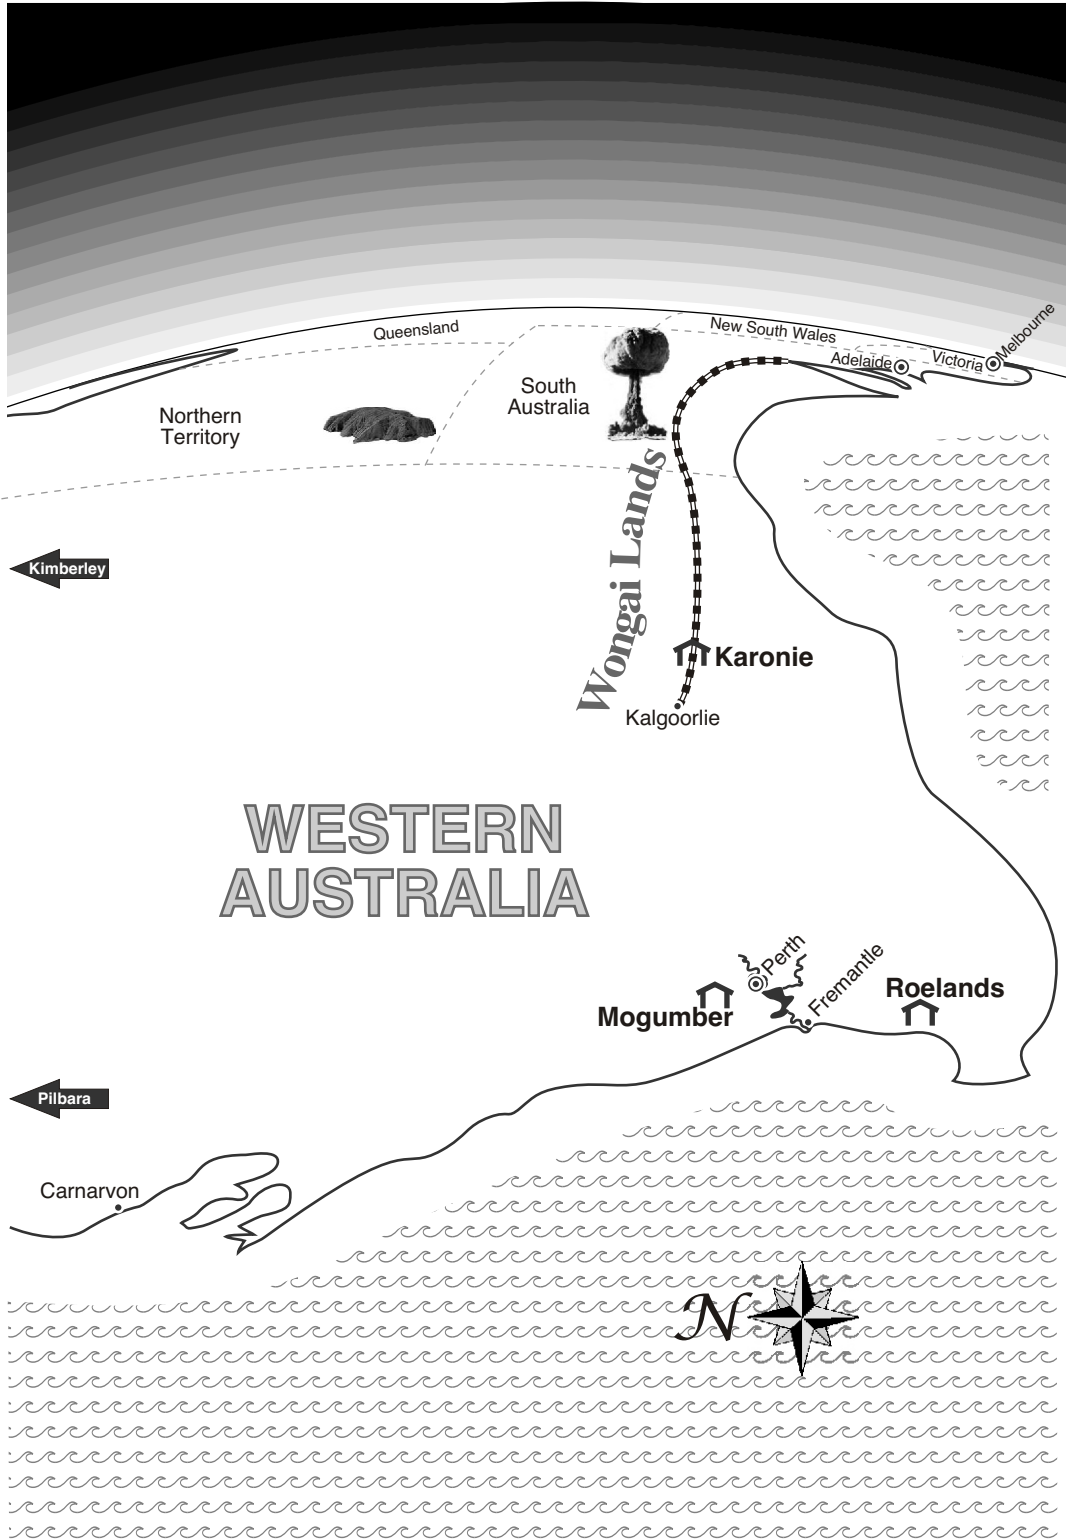 Queensland
New South Wales
Melbourne
Adelaide
Victoria
South
Australia
Northern
Territory
Wongai Lands
Kimberley
Karonie
Kalgoorlie
WESTERN
AUSTRALIA
Perth
Fremantle
Roelands
Mogumber
Pilbara
Carnarvon
N